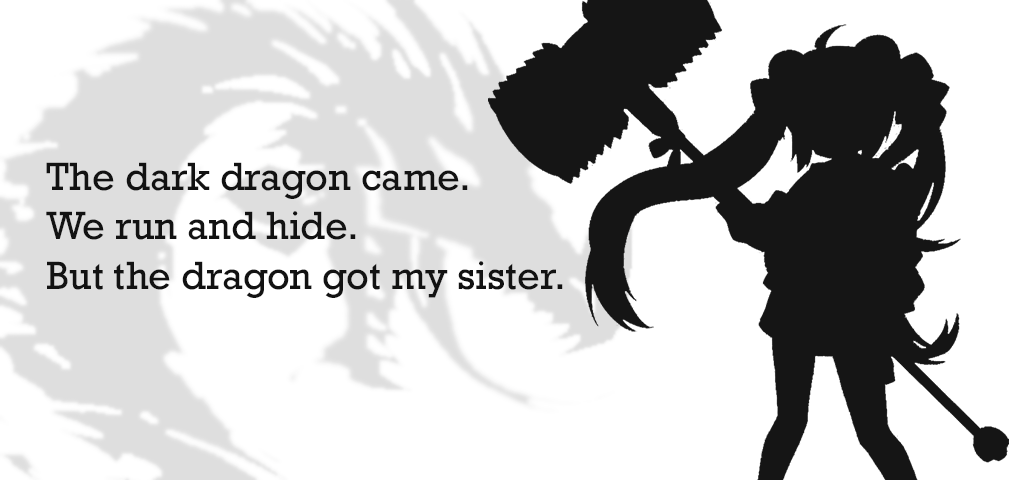 The dark dragon came.
We run and hide.
But the dragon got my sister.